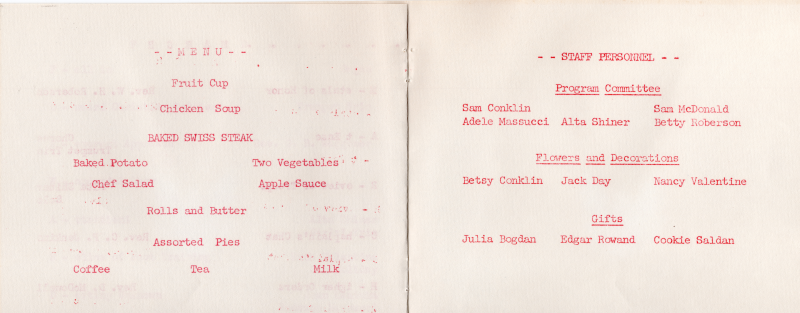 - - M E N U - -
Fruit Cup
Chicken Soup
BAKED SWISS STEAK
Baked Potato Two Vegetables
Chef Salad Apple Sauce
Rolls and Butter
Assorted Pies
Coffee Tea Milk
- - STAFF PERSONNEL - -
Program Committee
Sam Conklin Sam McDonald
Adele Massucci Alta Shiner Betty Roberson
Flowers and Decorations
Betsy Conklin Jack Day Nancy Valentine
Gifts
Julia Bogdan Edgar Rowand Cookie Saldan